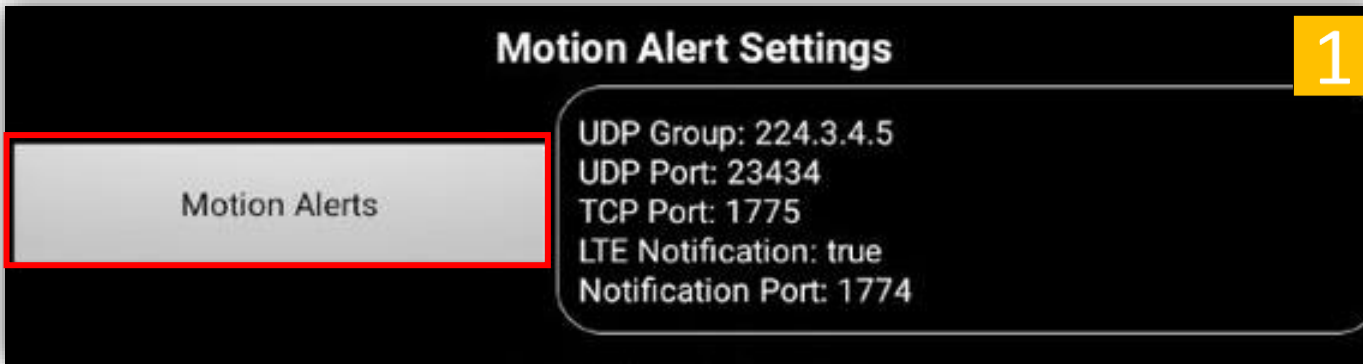 Motion Alert Settings
1
Motion Alerts
UDP Group: 224.3.4.5
UDP Port: 23434
TCP Port: 1775
LTE Notification: true
Notification Port: 1774